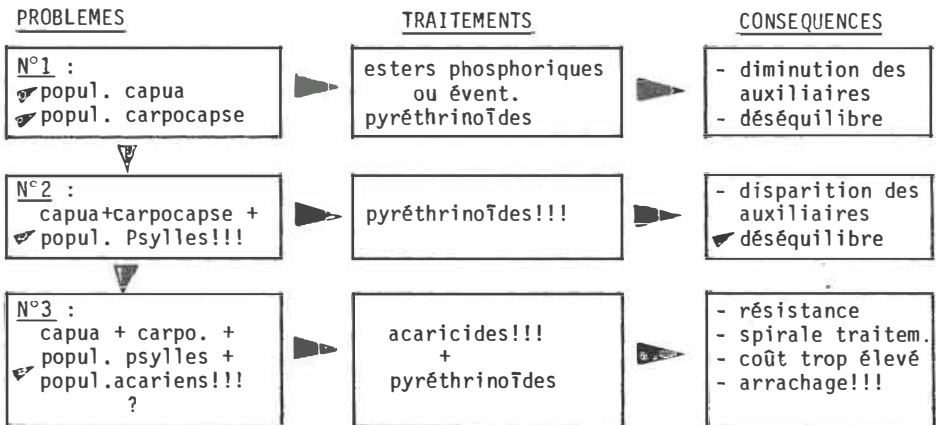 PROBLEMES
TRAITEMENTS
CONSEQUENCES
N°1 :
popul. capua
popul. carpocapse
esters phosphoriques
ou évent.
pyréthrinoïdes
- diminution des
auxiliaires
- déséquilibre
N°2 :
capua+carpocapse +
popul. Psylles!!!
pyréthrinoïdes!!!
- disparition des
auxiliaires
déséquilibre
N°3 :
capua + carpo. +
popul. psylles +
popul.acariens!!!
?
acaricides!!!
+
pyréthrinoïdes
- résistance
- spirale traitem.
- coût trop élevé
- arrachage!!!